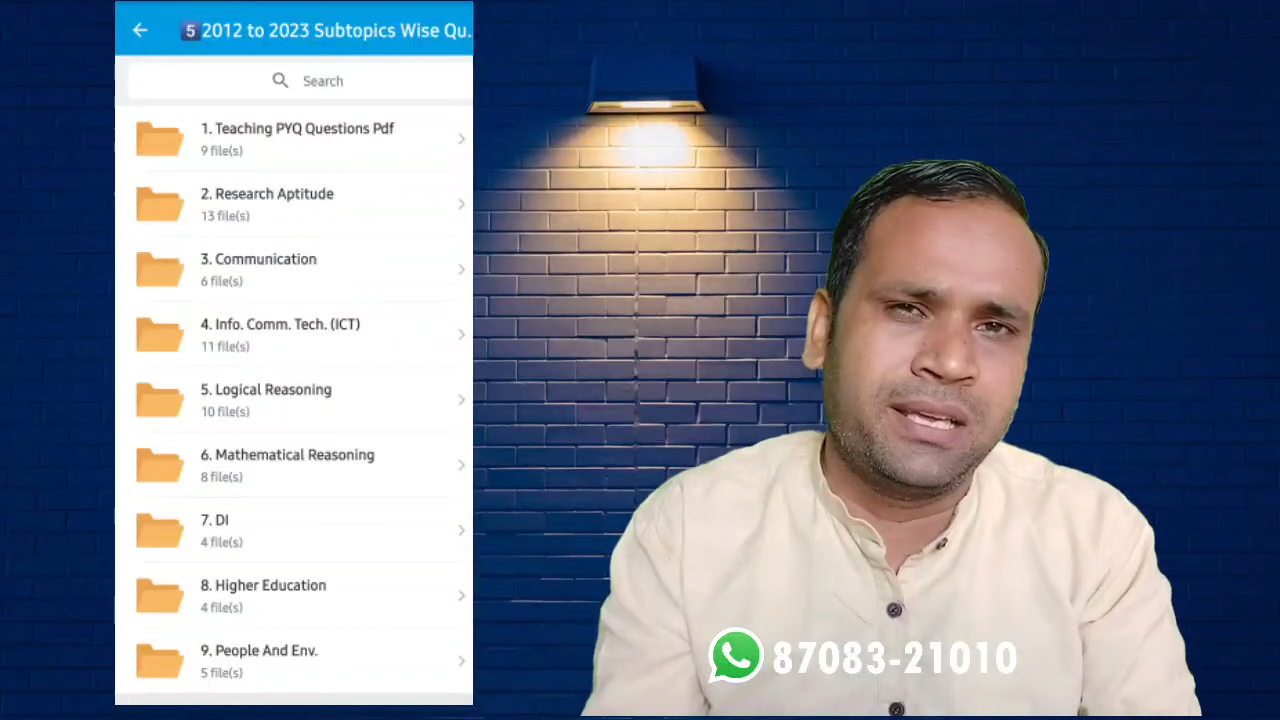 5 2012 to 2023 Subtopics Wise Qu..
Search
1. Teaching PYQ Questions Pdf
9 file(s)
2. Research Aptitude
13 file(s)
3. Communication
6 file(s)
4. Info. Comm. Tech. (ICT)
11 file(s)
5. Logical Reasoning
10 file(s)
6. Mathematical Reasoning
8 file(s)
7. DI
4 file(s)
8. Higher Education
4 file(s)
9. People And Env.
5 file(s)
87083-21010